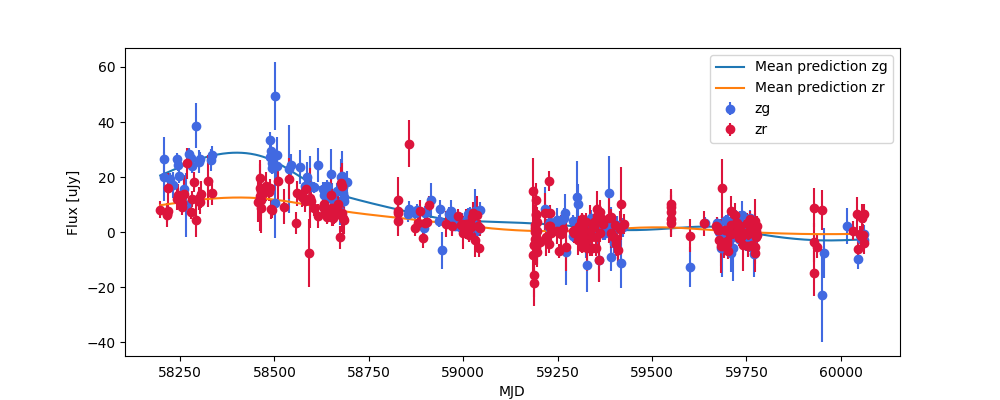 60
40
20
0
−20
−40
Flux [uJy]
58250
58500
58750
59000
59250
59500
59750
60000
MJD
Mean prediction zg
Mean prediction zr
zg
zr